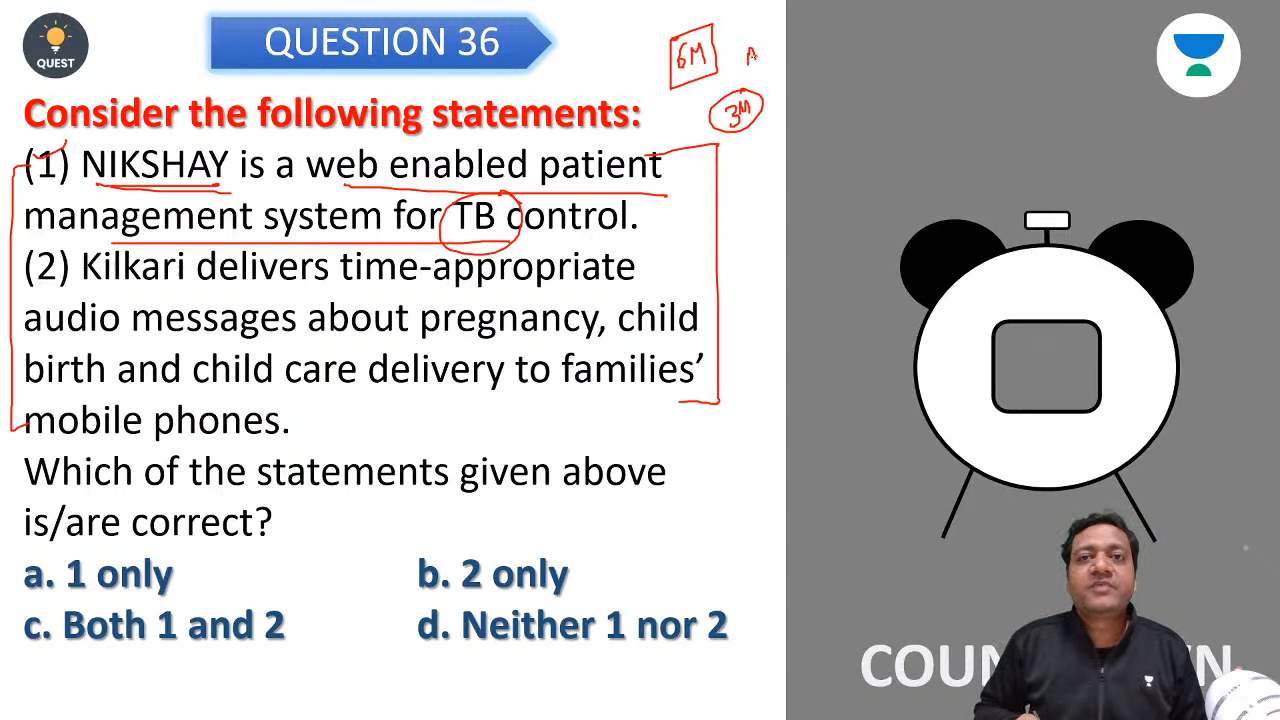 QUEST
QUESTION 36
6M
3M
Consider the following statements:
(1) NIKSHAY is a web enabled patient
management system for TB control.
(2) Kilkari delivers time-appropriate
audio messages about pregnancy, child
birth and child care delivery to families’
mobile phones.
Which of the statements given above
is/are correct?
a. 1 only
b. 2 only
c. Both 1 and 2
d. Neither 1 nor 2